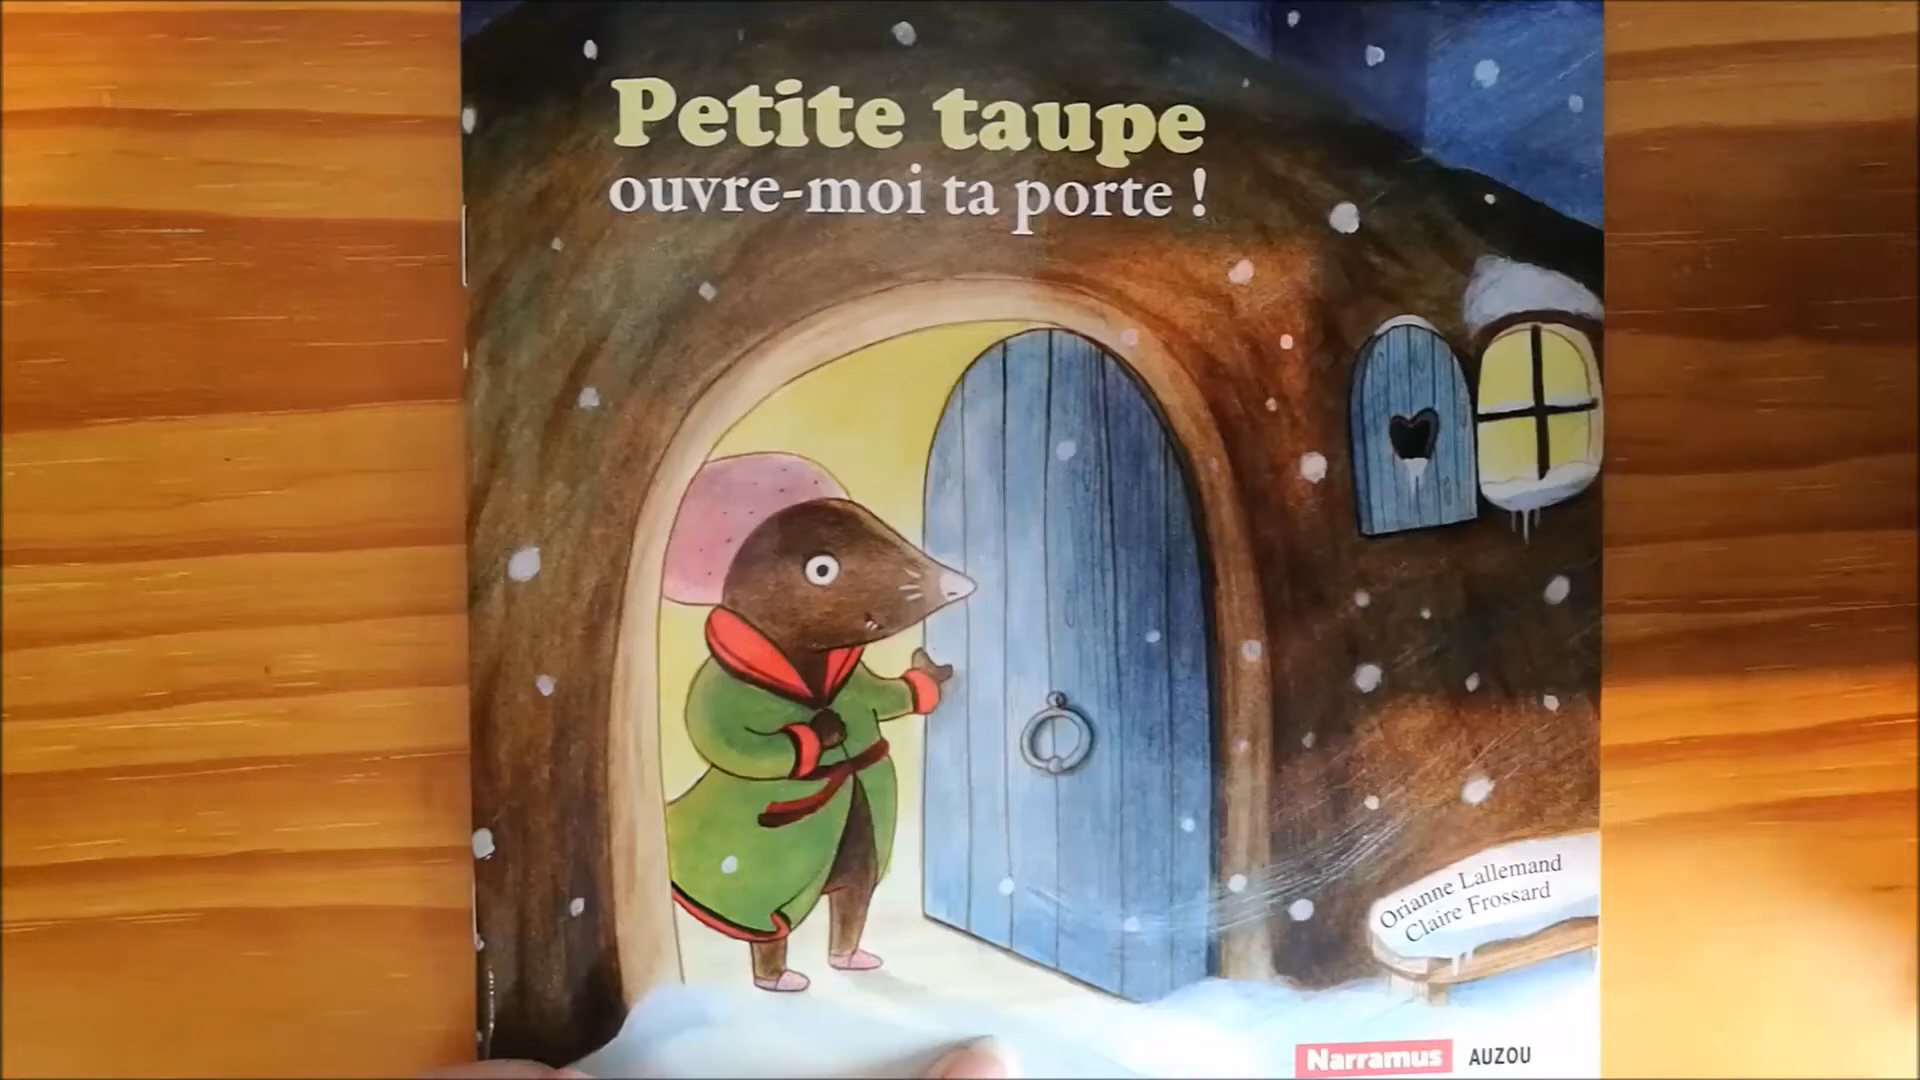 Petite taupe
ouvre-moi ta porte !
Orianne Lallemand
Claire Frossard
Narramus AUZOU